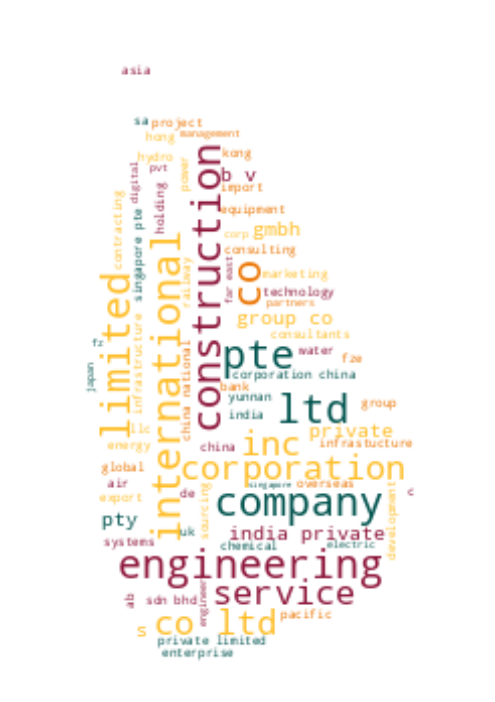 asia
sa project
hong management
hydro kong
pvt
digital
power
b v
import
holding
construction
contracting
singapore pte
equipment
corp gmbh
consulting
international
railway
far east
co
marketing
technology
partners
limited
infrastructure
group co
consultants
fz
pte
water
fze
japan
china national
corporation china
bank
yunnan
ltd
group
india
llc
private
energy
china
inc
infrastucture
global
corporation
air
singapore overseas
export
de
sourcing
company
c
development
pty
uk
india private
systems
chemical
electric
engineering
ab
sdn bhd
engineer
service
s
co ltd
pacific
private limited
enterprise